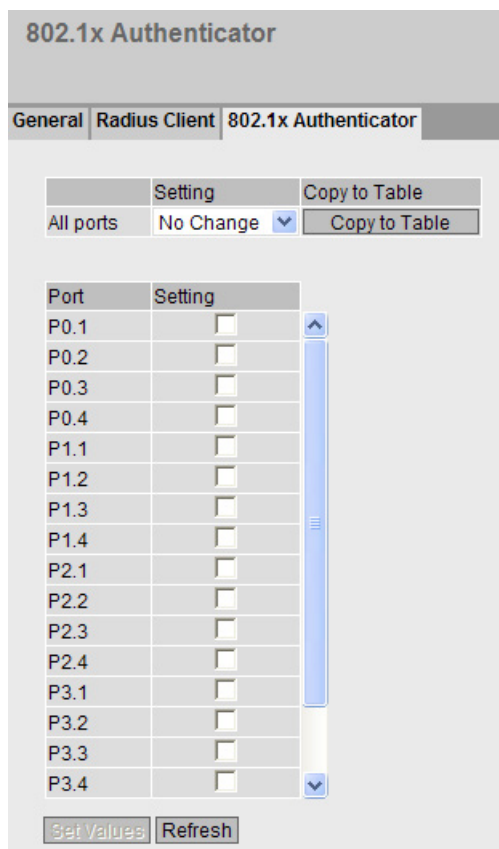 802.1x Authenticator
General Radius Client 802.1x Authenticator
Setting Copy to Table
All ports No Change Copy to Table
Port Setting
P0.1
P0.2
P0.3
P0.4
P1.1
P1.2
P1.3
P1.4
P2.1
P2.2
P2.3
P2.4
P3.1
P3.2
P3.3
P3.4
Set Values Refresh